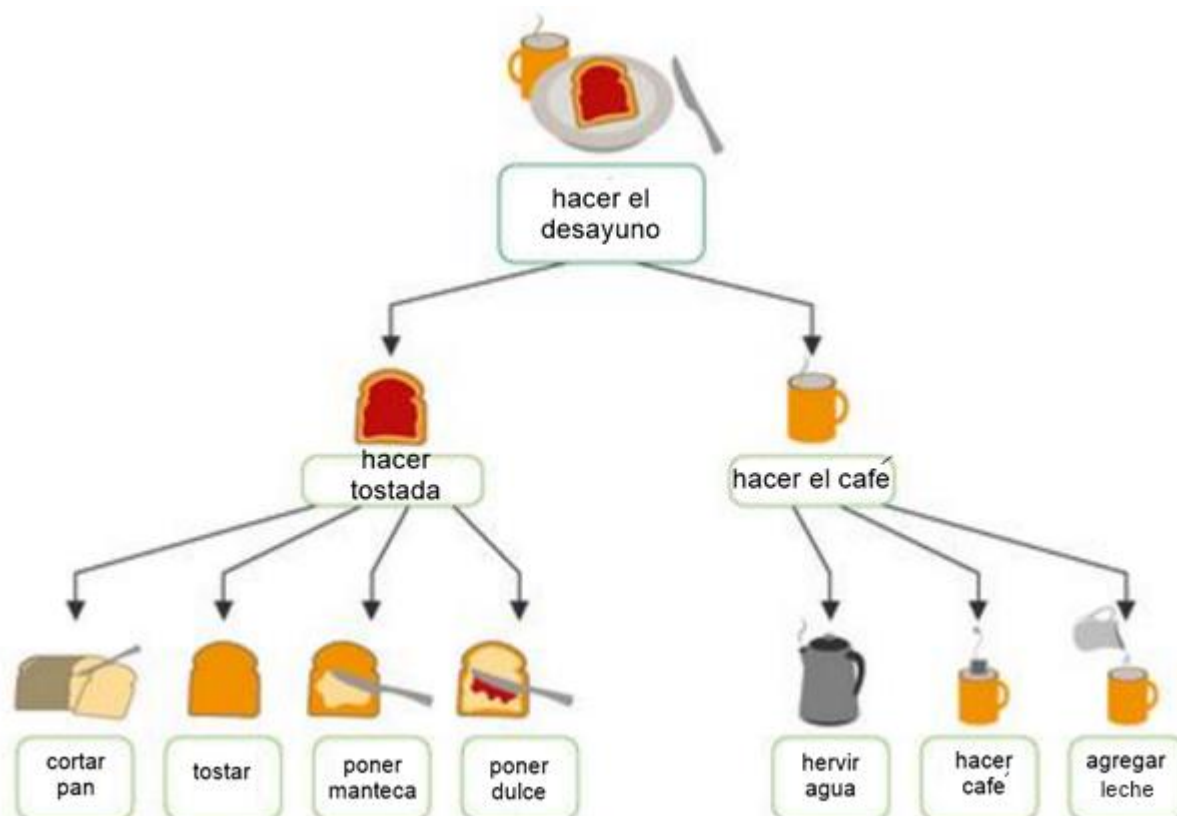 hacer el
desayuno
hacer
tostada
hacer el café
cortar
pan
tostar
poner
manteca
poner
dulce
hervir
agua
hacer
café
agregar
leche